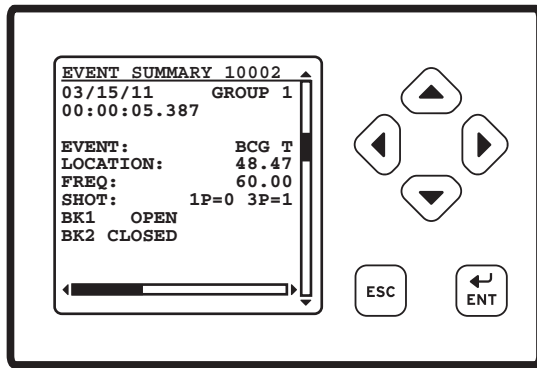 EVENT SUMMARY 10002
03/15/11 GROUP 1
00:00:05.387
EVENT: BCG T
LOCATION: 48.47
FREQ: 60.00
SHOT: 1P=0 3P=1
BK1 OPEN
BK2 CLOSED
ESC
ENT